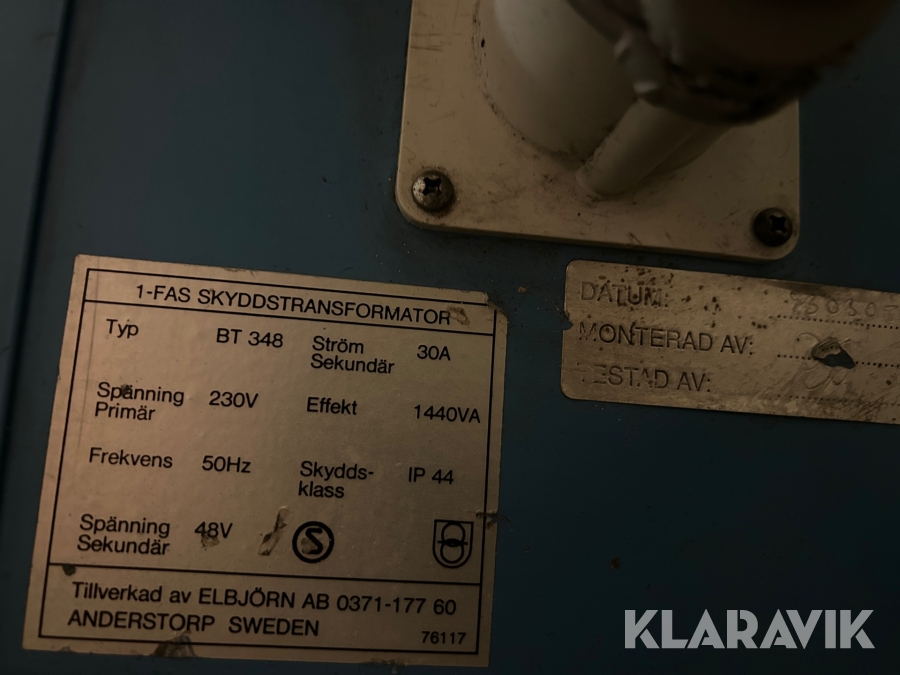 1-FAS SKYDDSTRANSFORMATOR
Typ BT 348
Ström Sekundär 30A
Spänning Primär 230V
Effekt 1440VA
Frekvens 50Hz
Skydds-klass IP 44
Spänning Sekundär 48V
S
Tillverkad av ELBJÖRN AB 0371-177 60
ANDERSTORP SWEDEN 76117
DATUM:
MONTERAD AV:
TESTAD AV:
KLARAVIK